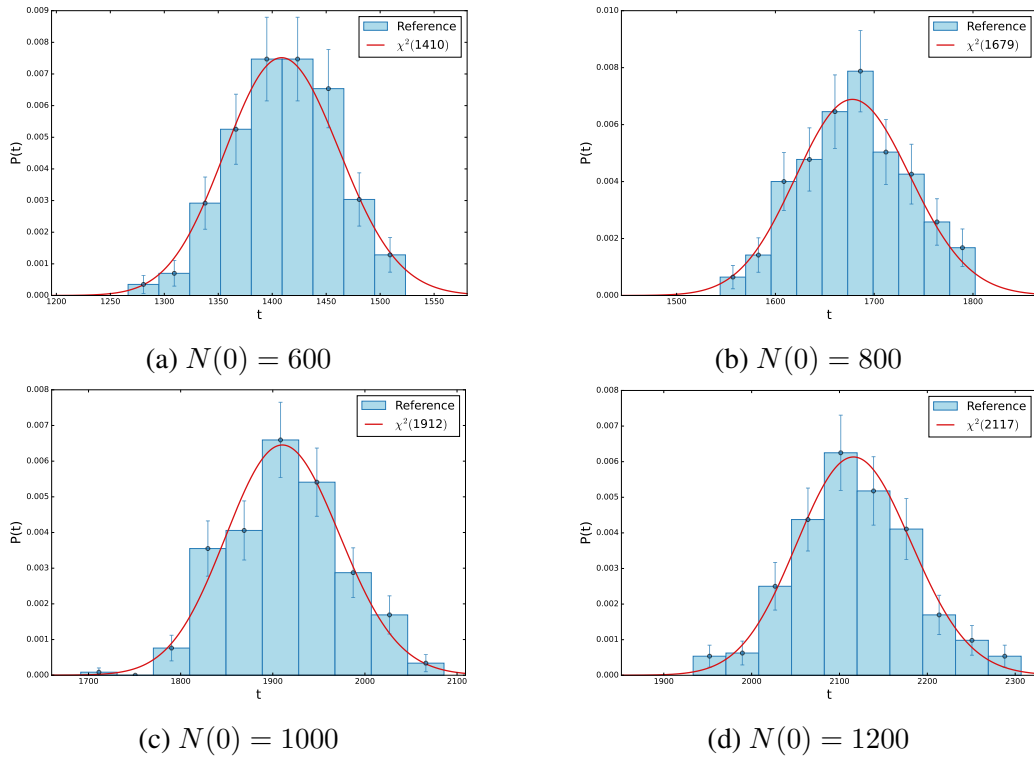 0.009
0.008
0.007
0.006
0.005
0.004
0.003
0.002
0.001
0.000
P(t)
1200 1250 1300 1350 1400 1450 1500 1550
t
Reference
χ²(1410)
(a) N(0) = 600
0.010
0.008
0.006
0.004
0.002
0.000
P(t)
1500 1600 1700 1800
t
Reference
χ²(1679)
(b) N(0) = 800
0.008
0.007
0.006
0.005
0.004
0.003
0.002
0.001
0.000
P(t)
1700 1800 1900 2000 2100
t
Reference
χ²(1912)
(c) N(0) = 1000
0.008
0.007
0.006
0.005
0.004
0.003
0.002
0.001
0.000
P(t)
1900 2000 2100 2200 2300
t
Reference
χ²(2117)
(d) N(0) = 1200